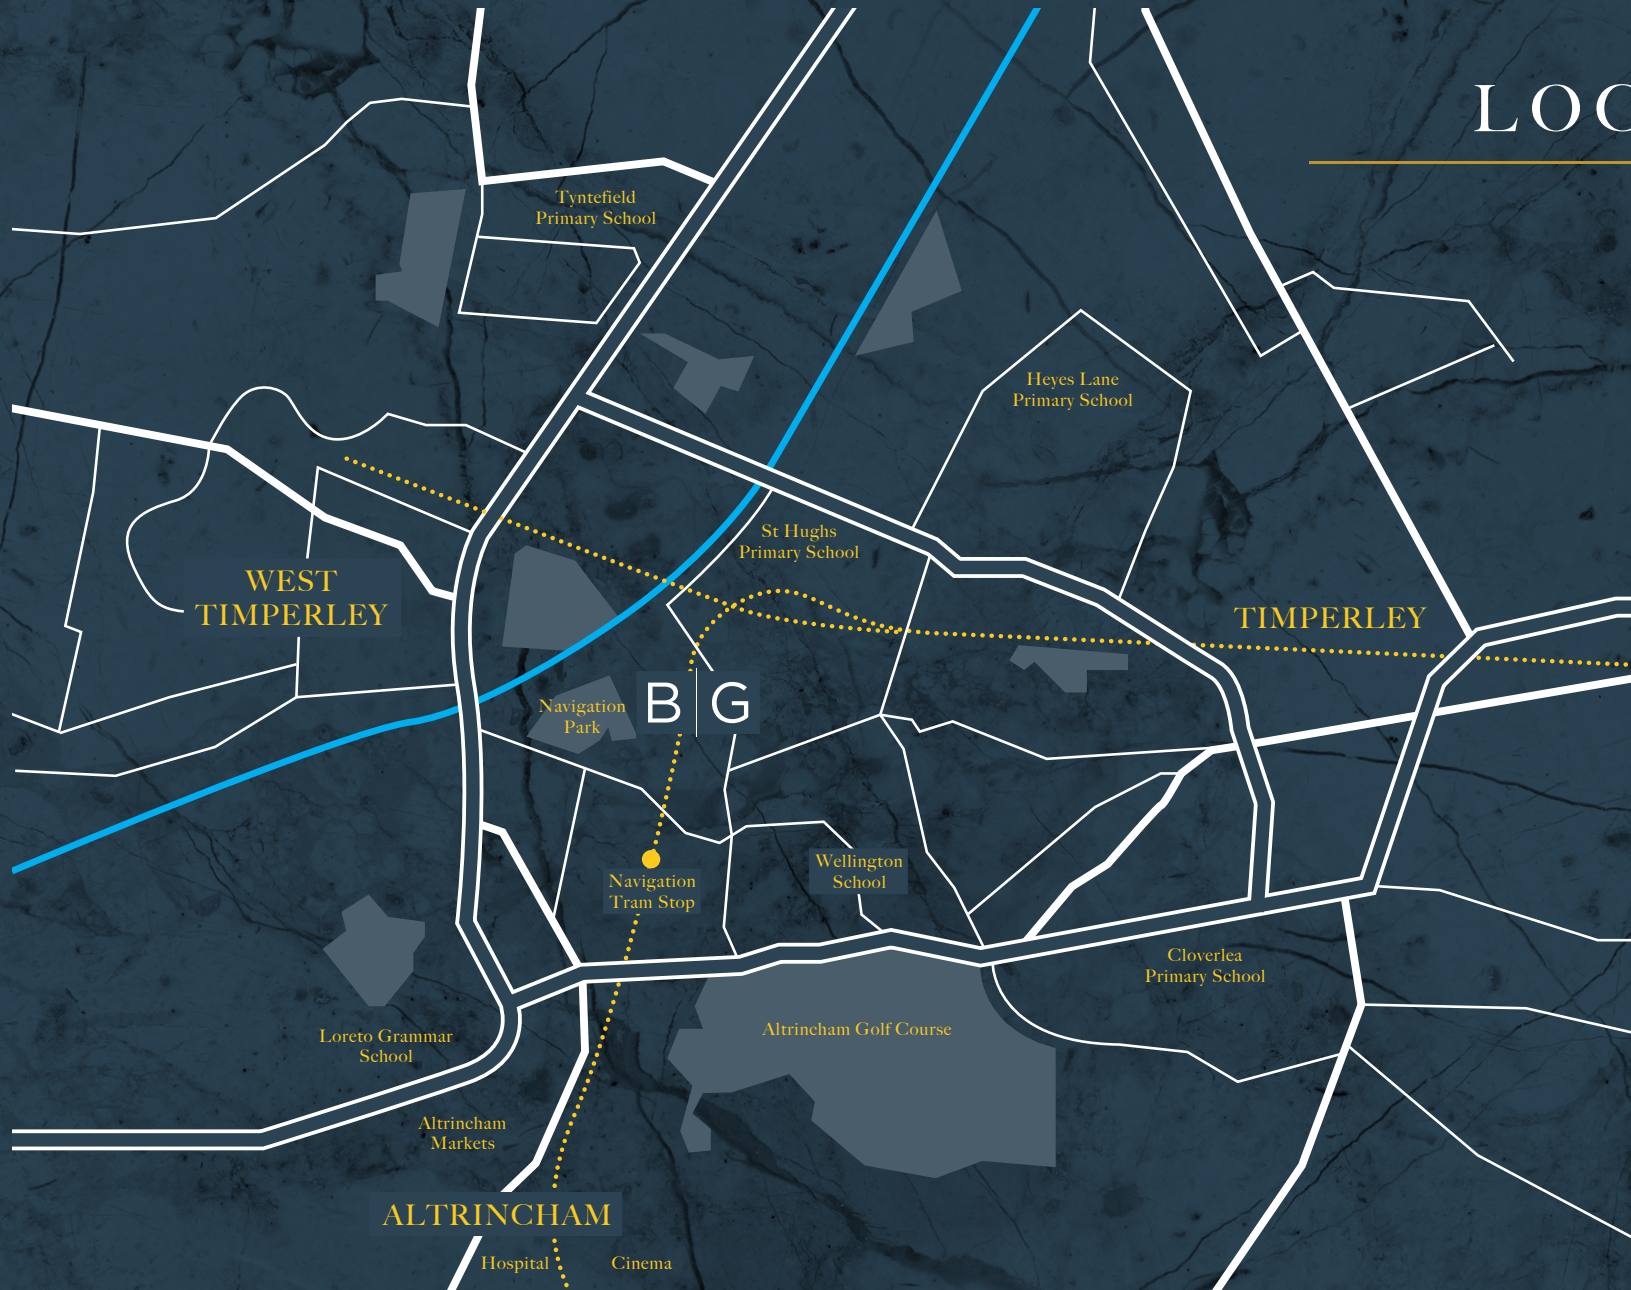 LOC
Tyntefield
Primary School
Heyes Lane
Primary School
St Hughs
Primary School
WEST
TIMPERLEY
TIMPERLEY
Navigation
Park
B|G
Wellington
School
Navigation
Tram Stop
Cloverlea
Primary School
Altrincham Golf Course
Loreto Grammar
School
Altrincham
Markets
ALTRINCHAM
Hospital
Cinema